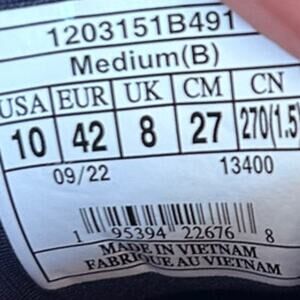 1203151B491
Medium(B)
USA EUR UK CM CN
10 42 8 27 270(1.5)
09/22 13400
1 95394 22676 8
MADE IN VIETNAM
FABRIQUE AU VIETNAM